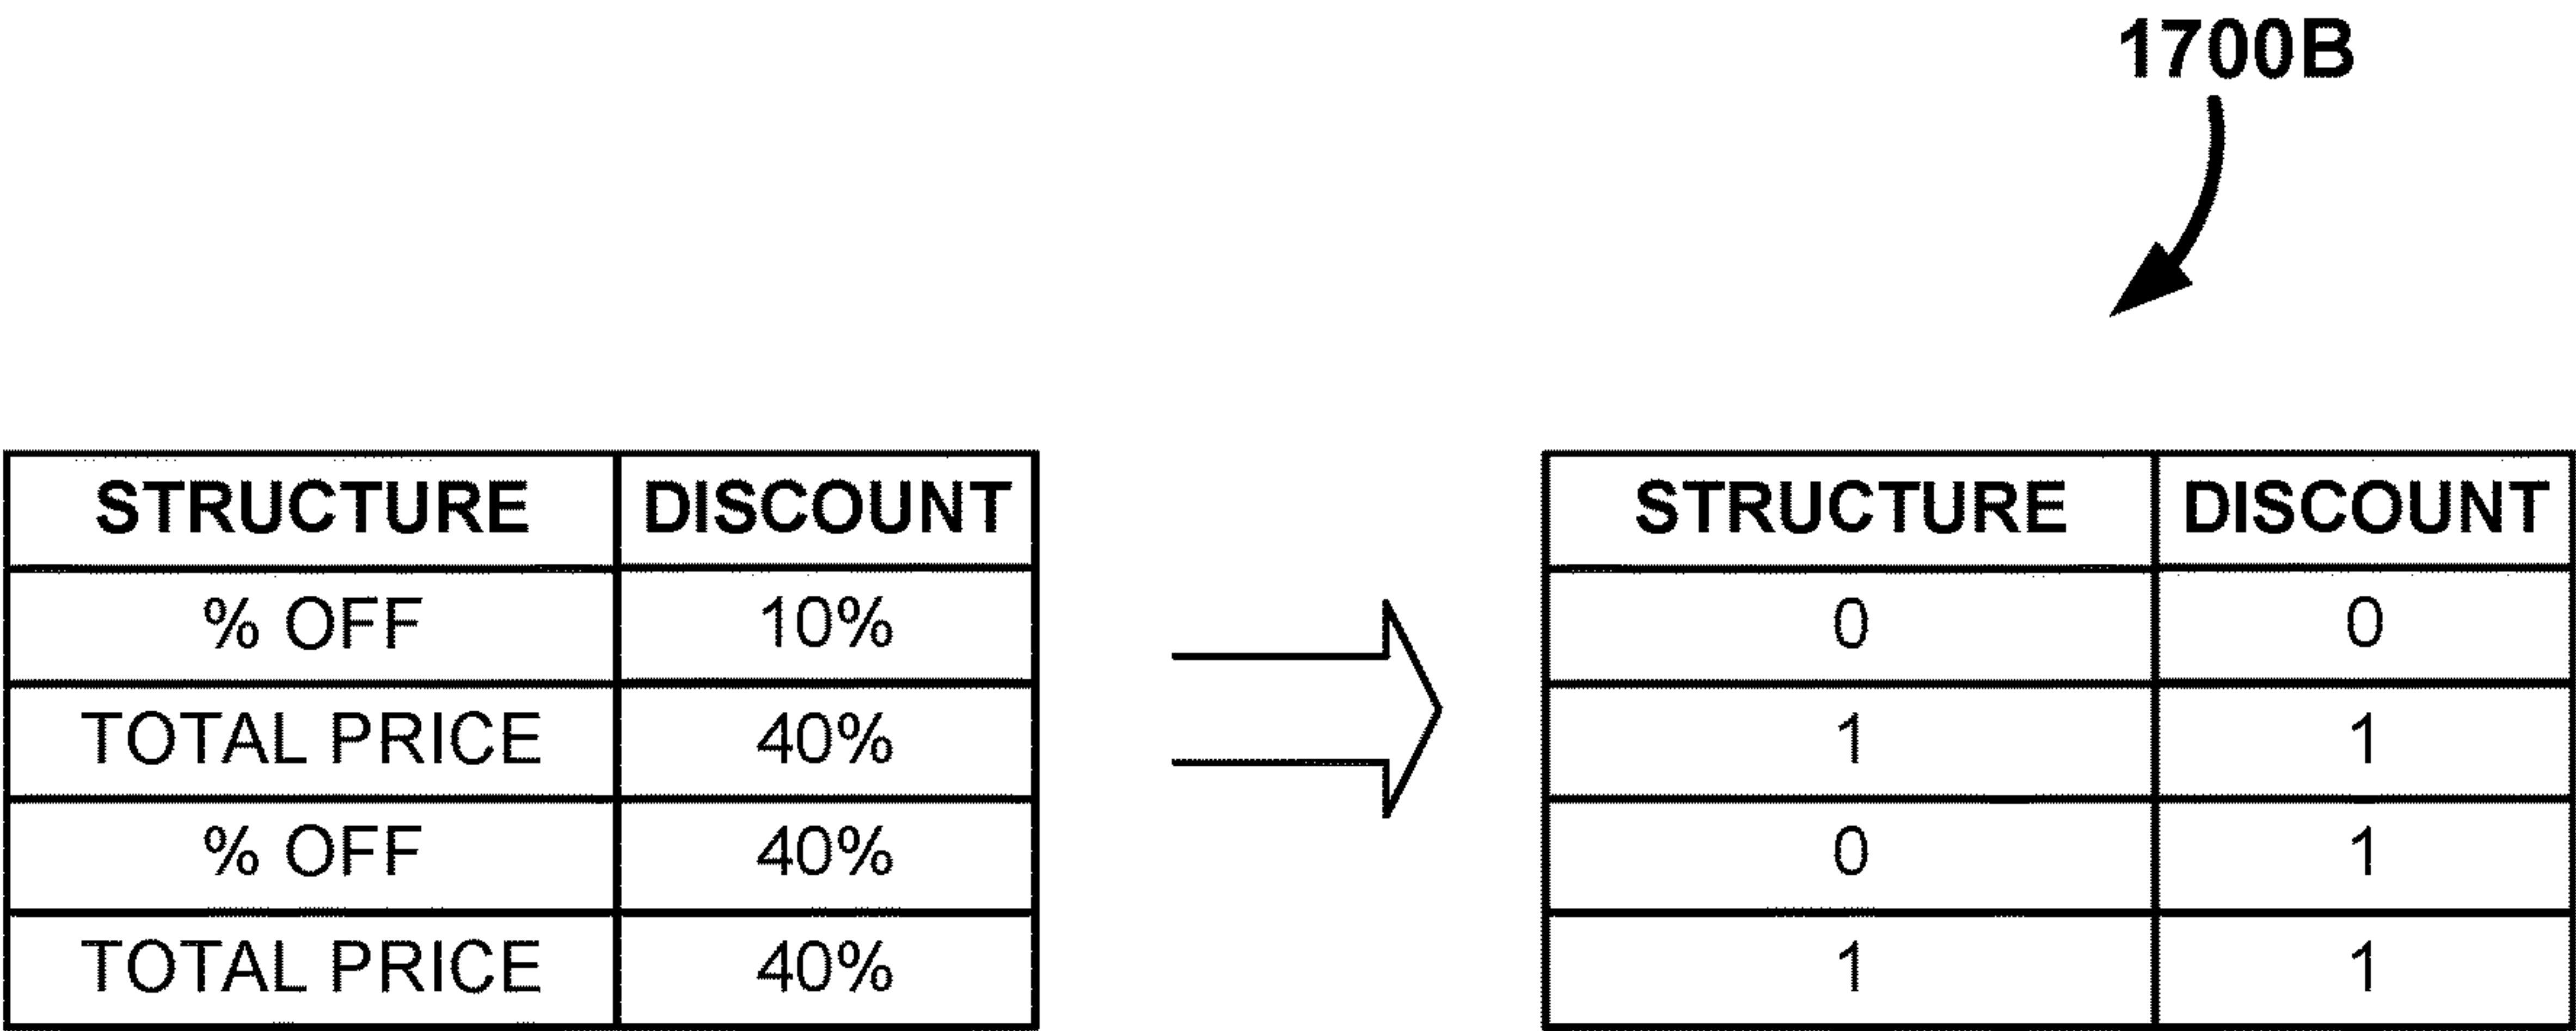 1700B
STRUCTURE DISCOUNT
% OFF 10%
TOTAL PRICE 40%
% OFF 40%
TOTAL PRICE 40%
STRUCTURE DISCOUNT
0 0
1 1
0 1
1 1